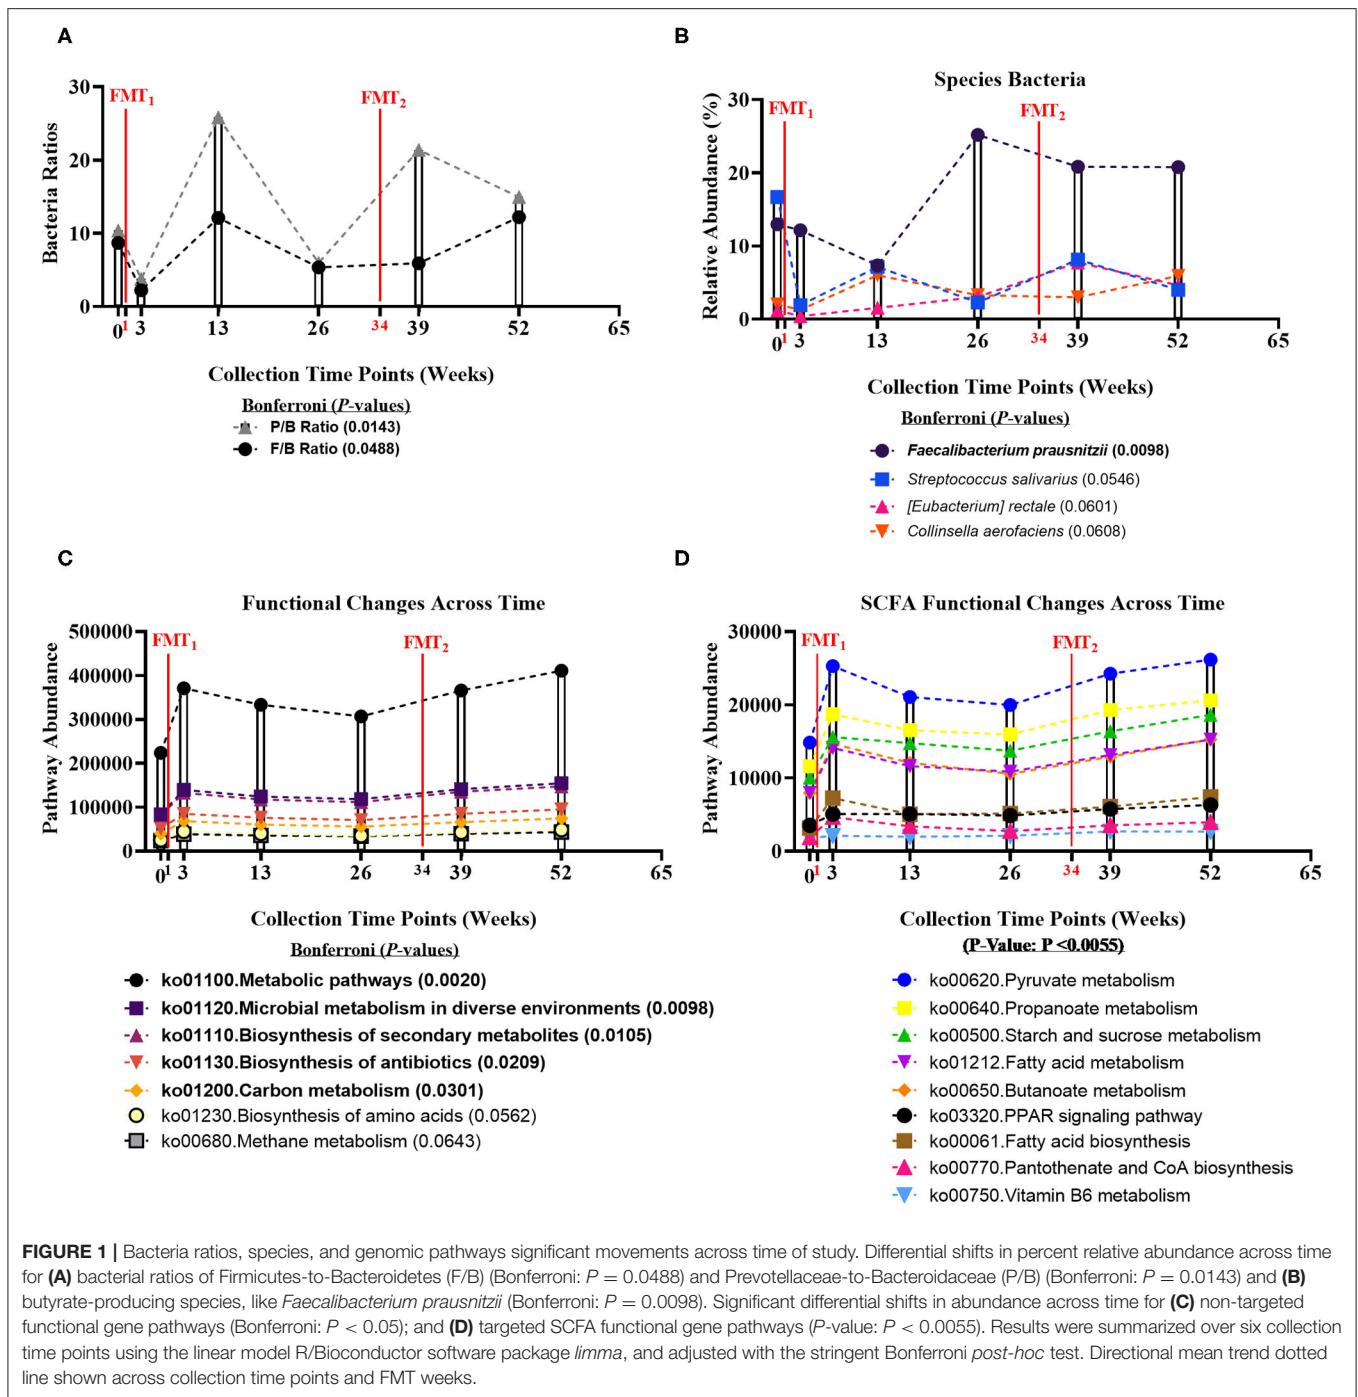 A
30
20
10
0
Bacteria Ratios
FMT1
FMT2
0 1 3 13 26 34 39 52 65
Collection Time Points (Weeks)
Bonferroni (P-values)
P/B Ratio (0.0143)
F/B Ratio (0.0488)
B
Species Bacteria
30
20
10
0
Relative Abundance (%)
FMT1
FMT2
0 1 3 13 26 34 39 52 65
Collection Time Points (Weeks)
Bonferroni (P-values)
Faecalibacterium prausnitzii (0.0098)
Streptococcus salivarius (0.0546)
[Eubacterium] rectale (0.0601)
Collinsella aerofaciens (0.0608)
C
Functional Changes Across Time
500000
400000
300000
200000
100000
0
Pathway Abundance
FMT1
FMT2
0 1 3 13 26 34 39 52 65
Collection Time Points (Weeks)
Bonferroni (P-values)
ko01100.Metabolic pathways (0.0020)
ko01120.Microbial metabolism in diverse environments (0.0098)
ko01110.Biosynthesis of secondary metabolites (0.0105)
ko01130.Biosynthesis of antibiotics (0.0209)
ko01200.Carbon metabolism (0.0301)
ko01230.Biosynthesis of amino acids (0.0562)
ko00680.Methane metabolism (0.0643)
D
SCFA Functional Changes Across Time
30000
20000
10000
0
Pathway Abundance
FMT1
FMT2
0 1 3 13 26 34 39 52 65
Collection Time Points (Weeks)
(P-Value: P <0.0055)
ko00620.Pyruvate metabolism
ko00640.Propanoate metabolism
ko00500.Starch and sucrose metabolism
ko01212.Fatty acid metabolism
ko00650.Butanoate metabolism
ko03320.PPAR signaling pathway
ko00061.Fatty acid biosynthesis
ko00770.Pantothenate and CoA biosynthesis
ko00750.Vitamin B6 metabolism
FIGURE 1 | Bacteria ratios, species, and genomic pathways significant movements across time of study. Differential shifts in percent relative abundance across time
for (A) bacterial ratios of Firmicutes-to-Bacteroidetes (F/B) (Bonferroni: P = 0.0488) and Prevotellaceae-to-Bacteroidaceae (P/B) (Bonferroni: P = 0.0143) and (B)
butyrate-producing species, like Faecalibacterium prausnitzii (Bonferroni: P = 0.0098). Significant differential shifts in abundance across time for (C) non-targeted
functional gene pathways (Bonferroni: P < 0.05); and (D) targeted SCFA functional gene pathways (P-value: P < 0.0055). Results were summarized over six collection
time points using the linear model R/Bioconductor software package limma, and adjusted with the stringent Bonferroni post-hoc test. Directional mean trend dotted
line shown across collection time points and FMT weeks.